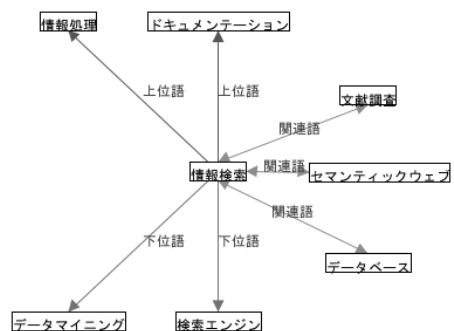 情報処理
ドキュメンテーション
上位語
上位語
文献調査
関連語
情報検索
関連語
セマンティックウェブ
関連語
下位語
下位語
データベース
データマイニング
検索エンジン